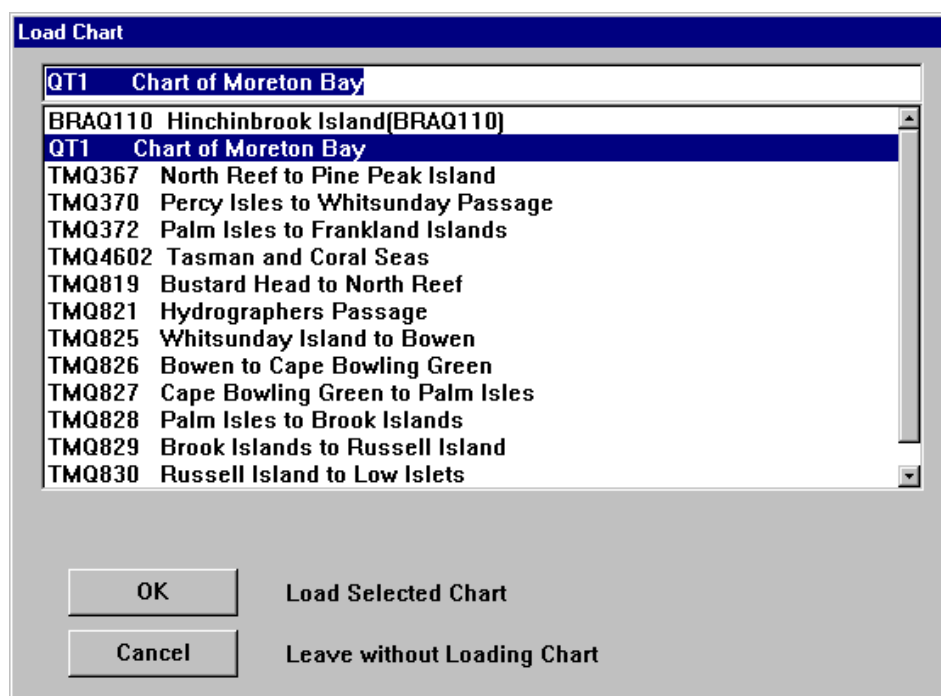 Load Chart
QT1 Chart of Moreton Bay
BRAQ110 Hinchinbrook Island(BRAQ110)
QT1 Chart of Moreton Bay
TMQ367 North Reef to Pine Peak Island
TMQ370 Percy Isles to Whitsunday Passage
TMQ372 Palm Isles to Frankland Islands
TMQ4602 Tasman and Coral Seas
TMQ819 Bustard Head to North Reef
TMQ821 Hydrographers Passage
TMQ825 Whitsunday Island to Bowen
TMQ826 Bowen to Cape Bowling Green
TMQ827 Cape Bowling Green to Palm Isles
TMQ828 Palm Isles to Brook Islands
TMQ829 Brook Islands to Russell Island
TMQ830 Russell Island to Low Islets
OK Load Selected Chart
Cancel Leave without Loading Chart